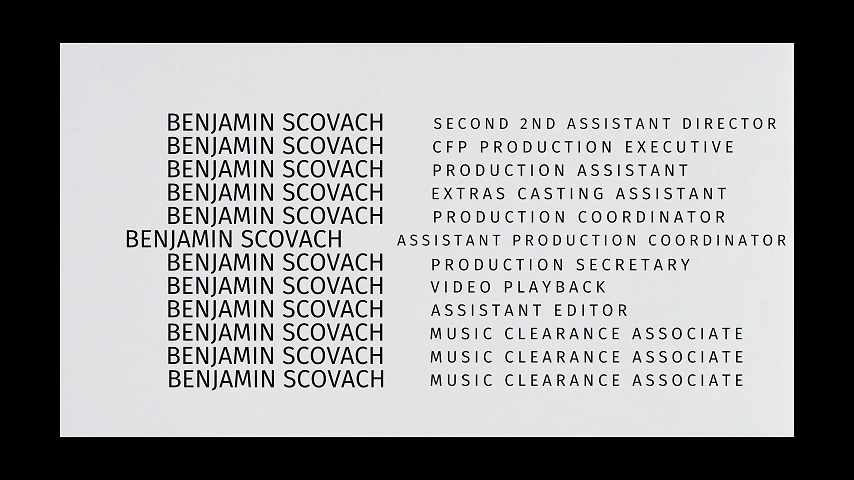 BENJAMIN SCOVACH SECOND 2ND ASSISTANT DIRECTOR
BENJAMIN SCOVACH CFP PRODUCTION EXECUTIVE
BENJAMIN SCOVACH PRODUCTION ASSISTANT
BENJAMIN SCOVACH EXTRAS CASTING ASSISTANT
BENJAMIN SCOVACH PRODUCTION COORDINATOR
BENJAMIN SCOVACH ASSISTANT PRODUCTION COORDINATOR
BENJAMIN SCOVACH PRODUCTION SECRETARY
BENJAMIN SCOVACH VIDEO PLAYBACK
BENJAMIN SCOVACH ASSISTANT EDITOR
BENJAMIN SCOVACH MUSIC CLEARANCE ASSOCIATE
BENJAMIN SCOVACH MUSIC CLEARANCE ASSOCIATE
BENJAMIN SCOVACH MUSIC CLEARANCE ASSOCIATE